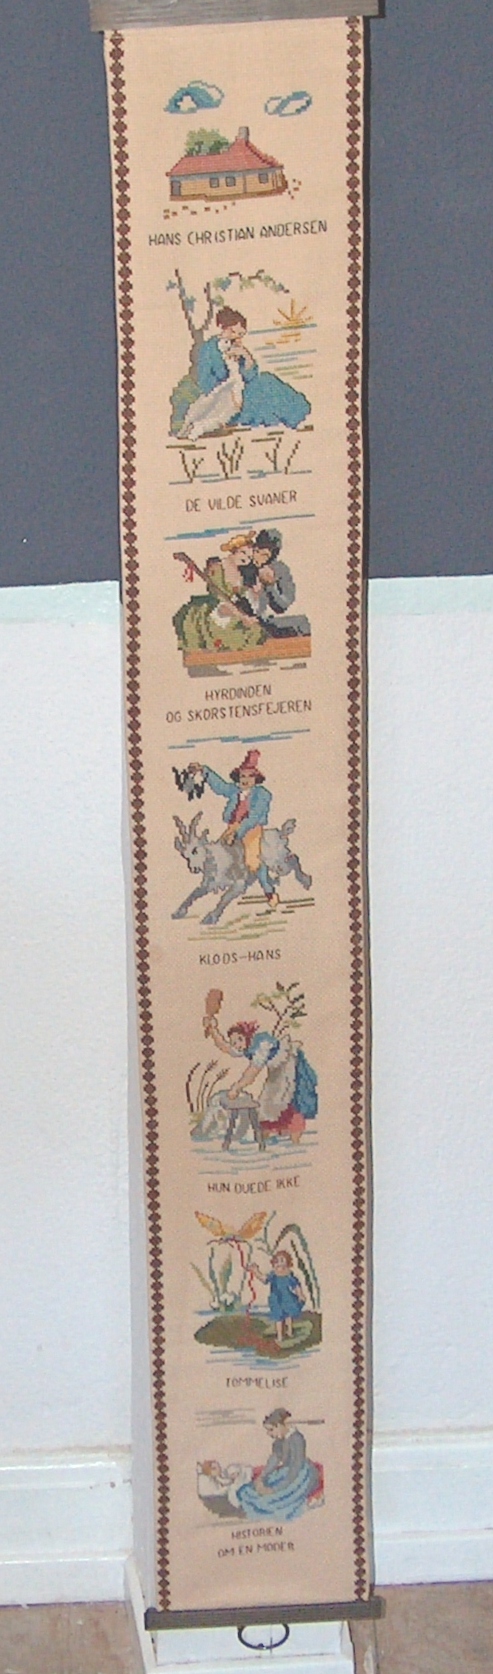 HANS CHRISTIAN ANDERSEN
DE VILDE SVANER
HYRDINDEN
OG SKORSTENSFEJEREN
KLODS-HANS
HUN DUEDE IKKE
TOMMELISE
HISTORIEN
OM EN MODER